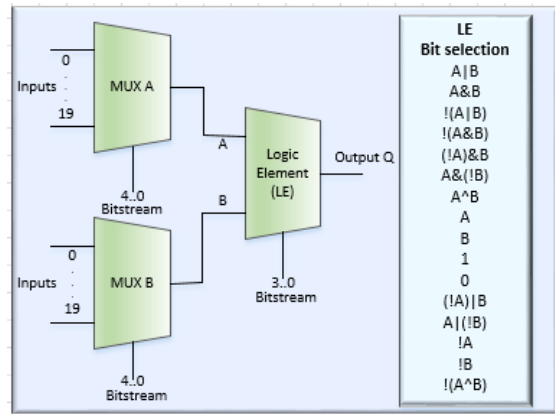 0
Inputs
19
MUX A
4..0
Bitstream
A
0
Inputs
19
MUX B
4..0
Bitstream
B
Logic
Element
(LE)
Output Q
3..0
Bitstream
LE
Bit selection
A|B
A&B
!(A|B)
!(A&B)
(!A)&B
A&(!B)
A^B
A
B
1
0
(!A)|B
A|(!B)
!A
!B
!(A^B)